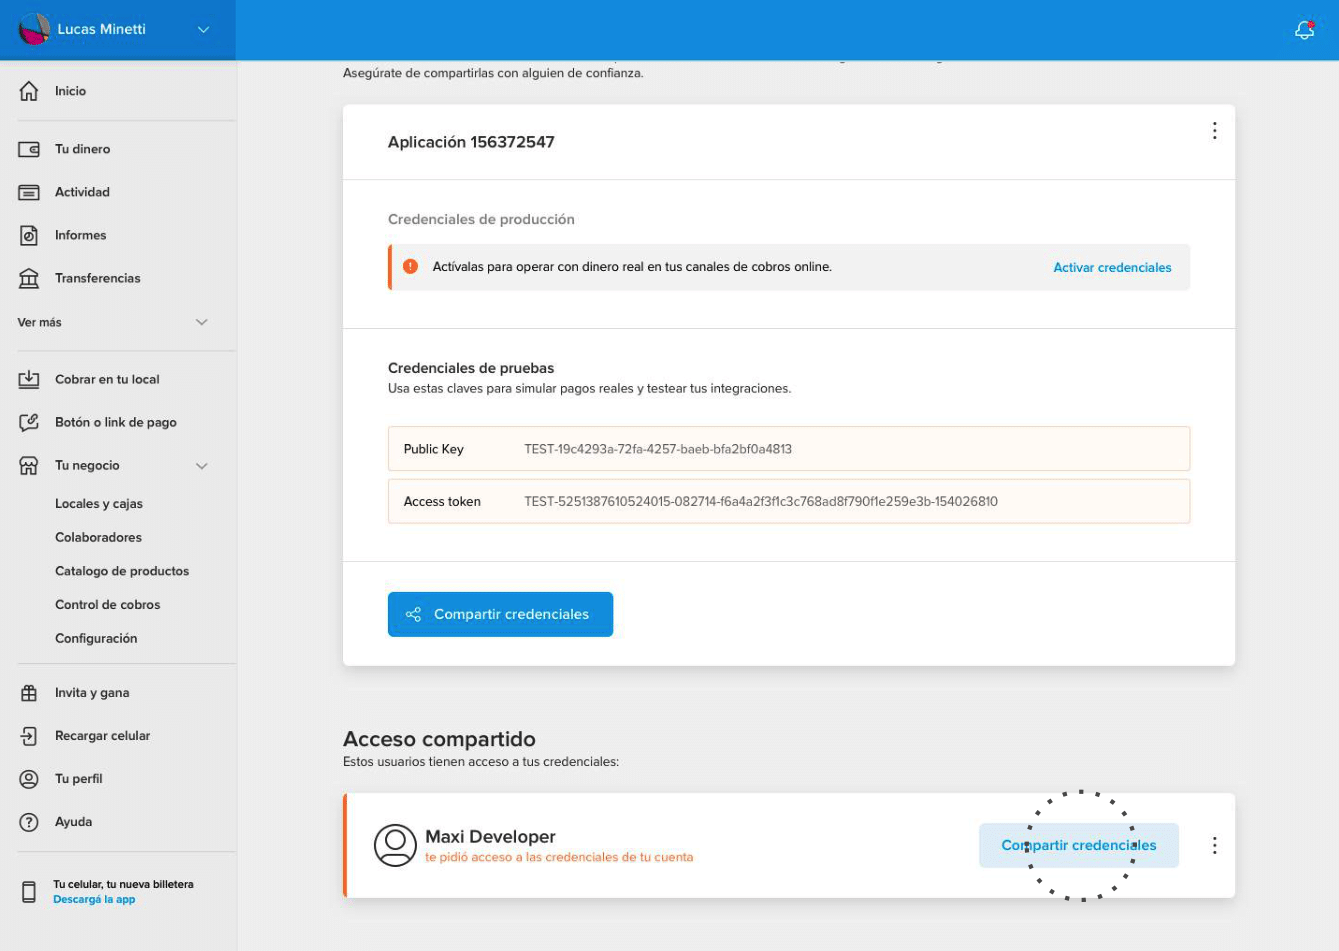 Lucas Minetti
Inicio
Tu dinero
Actividad
Informes
Transferencias
Ver más
Cobrar en tu local
Botón o link de pago
Tu negocio
Locales y cajas
Colaboradores
Catalogo de productos
Control de cobros
Configuración
Invita y gana
Recargar celular
Tu perfil
Ayuda
Tu celular, tu nueva billetera
Descargá la app
Asegúrate de compartirlas con alguien de confianza.
Aplicación 156372547
Credenciales de producción
Actívalas para operar con dinero real en tus canales de cobros online.
Activar credenciales
Credenciales de pruebas
Usa estas claves para simular pagos reales y testear tus integraciones.
Public Key TEST-19c4293a-72fa-4257-baeb-bfa2bf0a4813
Access token TEST-5251387610524015-082714-f6a4a2f3f1c3c768ad8f790f1e259e3b-154026810
Compartir credenciales
Acceso compartido
Estos usuarios tienen acceso a tus credenciales:
Maxi Developer
te pidió acceso a las credenciales de tu cuenta
Compartir credenciales